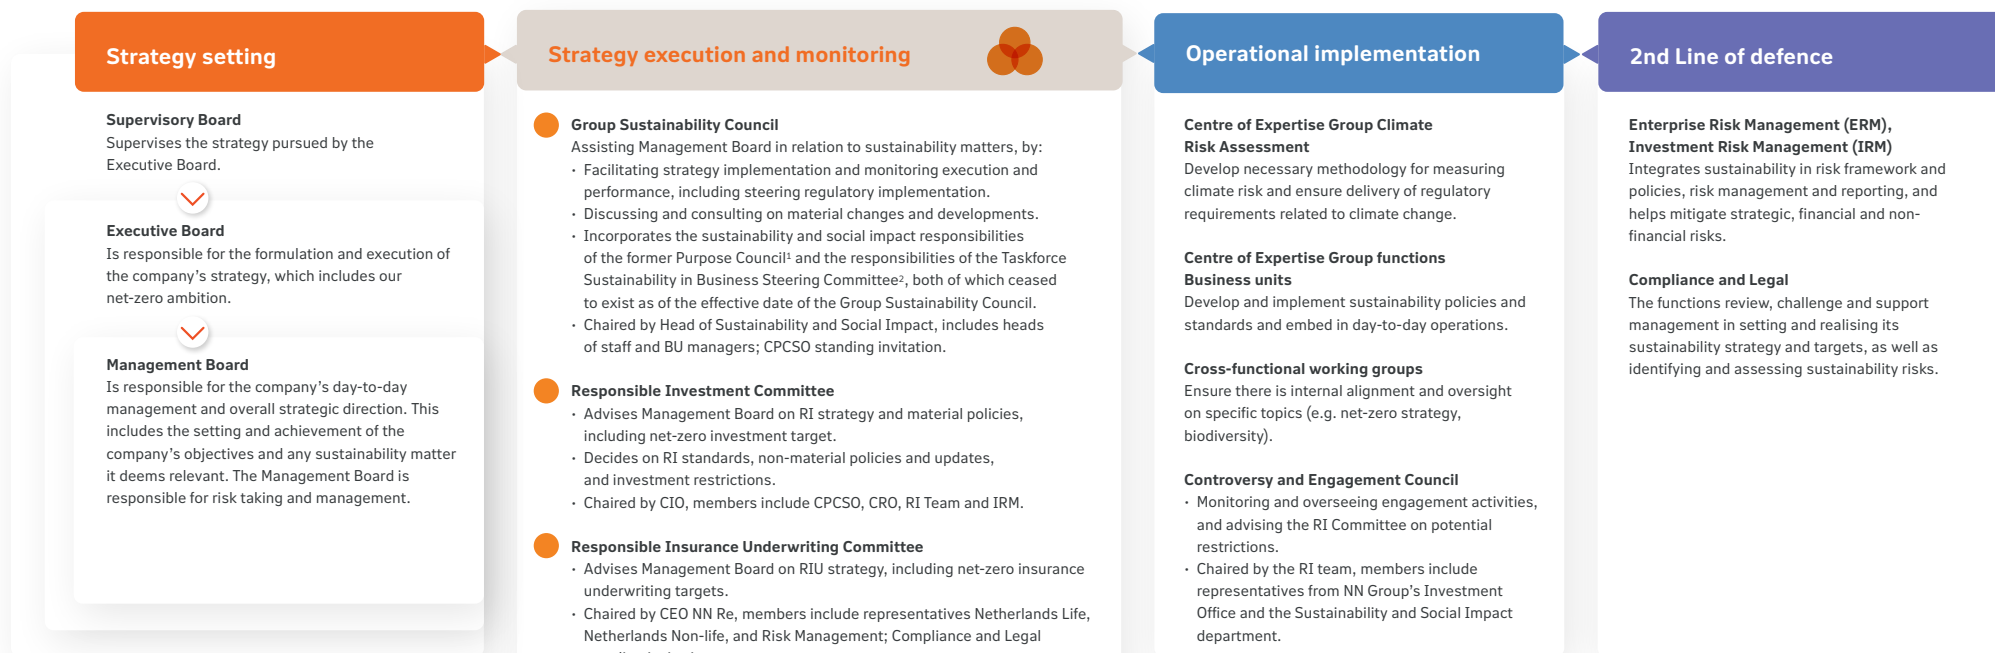 Strategy setting
Supervisory Board
Supervises the strategy pursued by the
Executive Board.
Executive Board
Is responsible for the formulation and execution of
the company's strategy, which includes our
net-zero ambition.
Management Board
Is responsible for the company's day-to-day
management and overall strategic direction. This
includes the setting and achievement of the
company's objectives and any sustainability matter
it deems relevant. The Management Board is
responsible for risk taking and management.
Strategy execution and monitoring
Group Sustainability Council
Assisting Management Board in relation to sustainability matters, by:
· Facilitating strategy implementation and monitoring execution and
performance, including steering regulatory implementation.
· Discussing and consulting on material changes and developments.
· Incorporates the sustainability and social impact responsibilities
of the former Purpose Council¹ and the responsibilities of the Taskforce
Sustainability in Business Steering Committee², both of which ceased
to exist as of the effective date of the Group Sustainability Council.
· Chaired by Head of Sustainability and Social Impact, includes heads
of staff and BU managers; CPCSO standing invitation.
Responsible Investment Committee
· Advises Management Board on RI strategy and material policies,
including net-zero investment target.
· Decides on RI standards, non-material policies and updates,
and investment restrictions.
· Chaired by CIO, members include CPCSO, CRO, RI Team and IRM.
Responsible Insurance Underwriting Committee
· Advises Management Board on RIU strategy, including net-zero insurance
underwriting targets.
· Chaired by CEO NN Re, members include representatives Netherlands Life,
Netherlands Non-life, and Risk Management; Compliance and Legal
Operational implementation
Centre of Expertise Group Climate
Risk Assessment
Develop necessary methodology for measuring
climate risk and ensure delivery of regulatory
requirements related to climate change.
Centre of Expertise Group functions
Business units
Develop and implement sustainability policies and
standards and embed in day-to-day operations.
Cross-functional working groups
Ensure there is internal alignment and oversight
on specific topics (e.g. net-zero strategy,
biodiversity).
Controversy and Engagement Council
· Monitoring and overseeing engagement activities,
and advising the RI Committee on potential
restrictions.
· Chaired by the RI team, members include
representatives from NN Group's Investment
Office and the Sustainability and Social Impact
department.
2nd Line of defence
Enterprise Risk Management (ERM),
Investment Risk Management (IRM)
Integrates sustainability in risk framework and
policies, risk management and reporting, and
helps mitigate strategic, financial and non-
financial risks.
Compliance and Legal
The functions review, challenge and support
management in setting and realising its
sustainability strategy and targets, as well as
identifying and assessing sustainability risks.